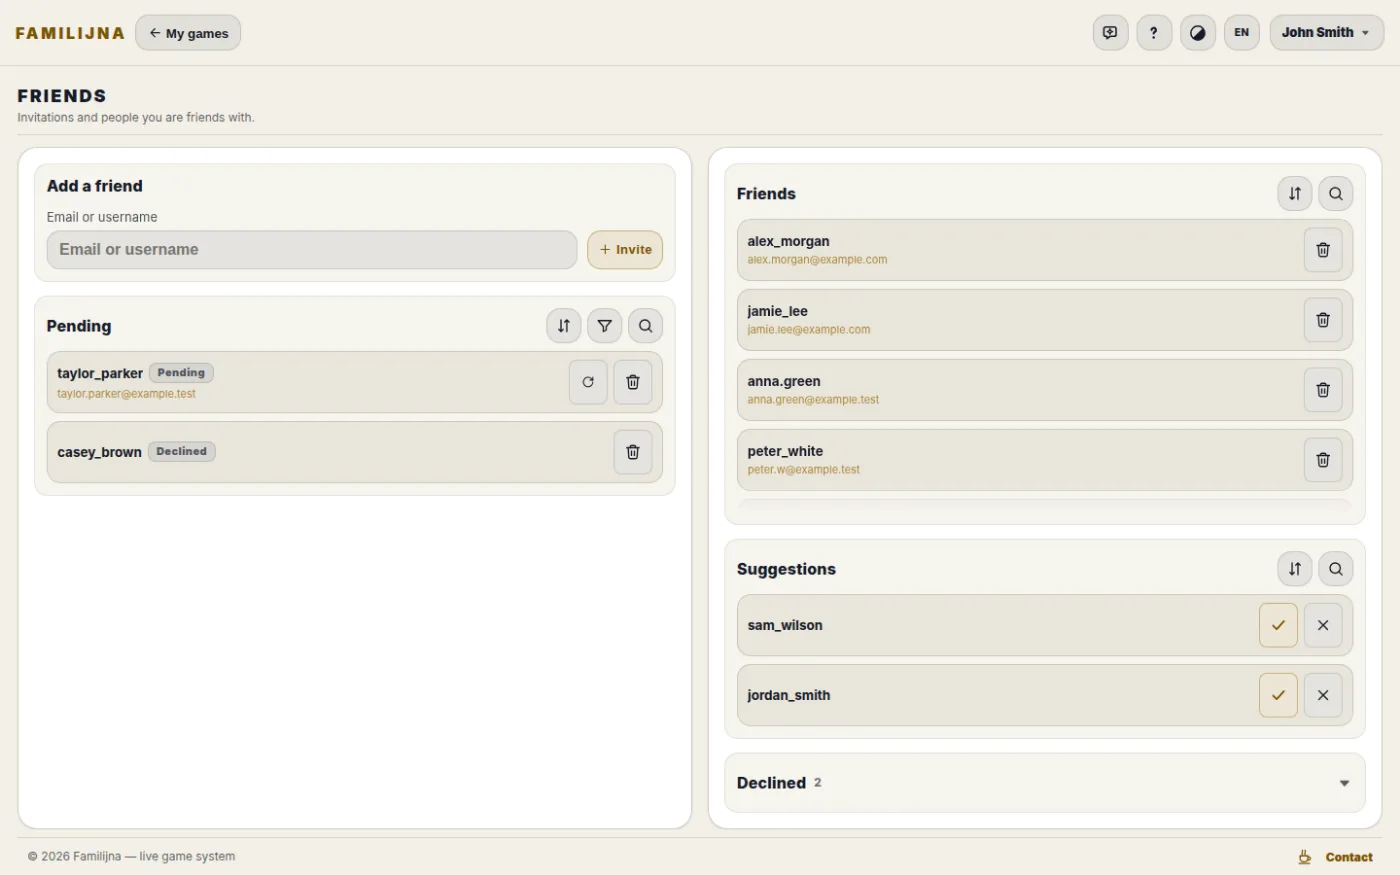 FAMILIJNA
← My games
?
EN
John Smith
FRIENDS
Invitations and people you are friends with.
Add a friend
Email or username
Email or username
+ Invite
Pending
taylor_parker Pending
taylor.parker@example.test
casey_brown Declined
Friends
alex_morgan
alex.morgan@example.com
jamie_lee
jamie.lee@example.com
anna.green
anna.green@example.test
peter_white
peter.w@example.test
Suggestions
sam_wilson
jordan_smith
Declined 2
© 2026 Familijna — live game system
Contact